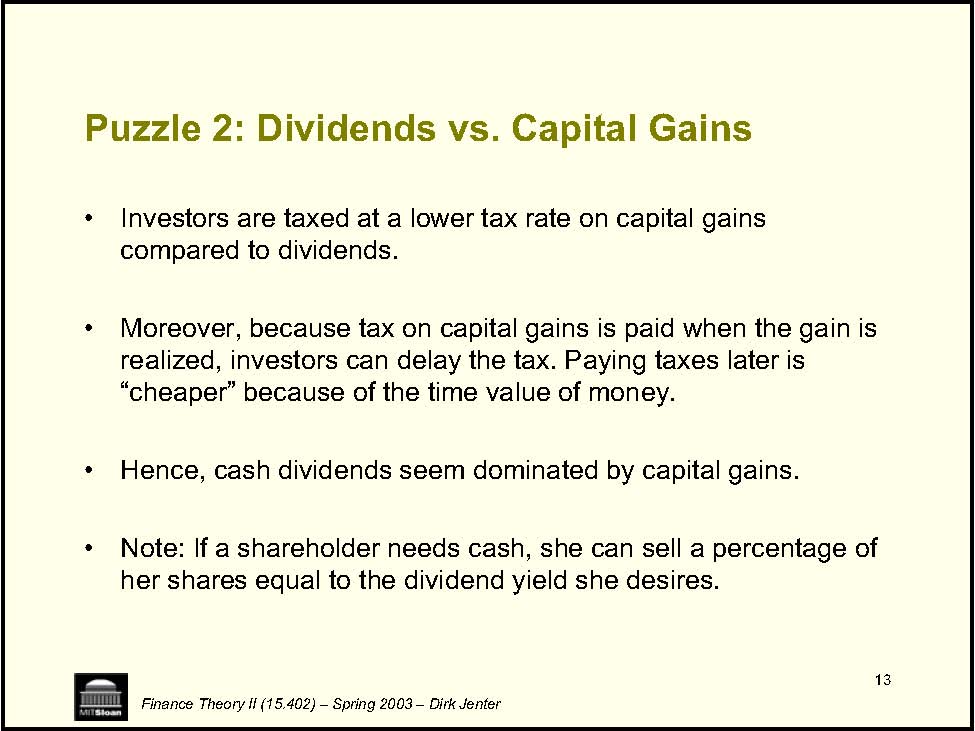 Puzzle 2: Dividends vs. Capital Gains
• Investors are taxed at a lower tax rate on capital gains
compared to dividends.
• Moreover, because tax on capital gains is paid when the gain is
realized, investors can delay the tax. Paying taxes later is
“cheaper” because of the time value of money.
• Hence, cash dividends seem dominated by capital gains.
• Note: If a shareholder needs cash, she can sell a percentage of
her shares equal to the dividend yield she desires.
13
MITSloan
Finance Theory II (15.402) – Spring 2003 – Dirk Jenter